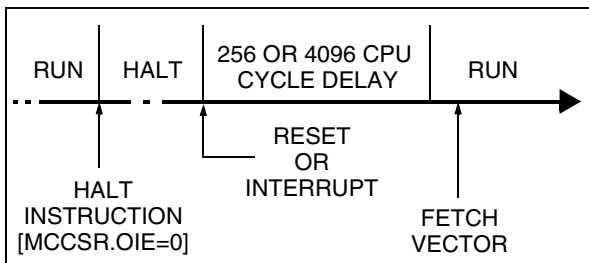 RUN
HALT
256 OR 4096 CPU
CYCLE DELAY
RUN
HALT
INSTRUCTION
[MCCSR.OIE=0]
RESET
OR
INTERRUPT
FETCH
VECTOR